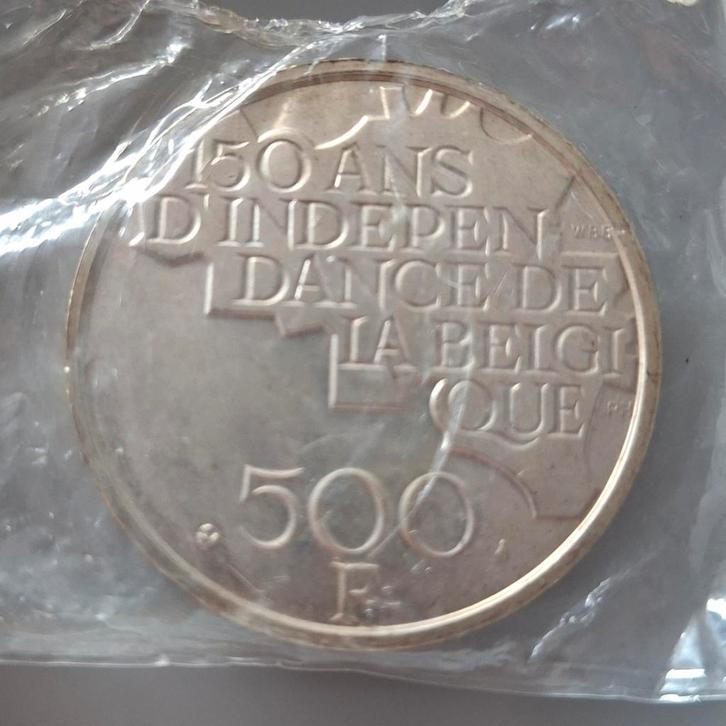 150 ANS
D'INDEPEN
DANCE DE
LA BELGI
QUE
500
F